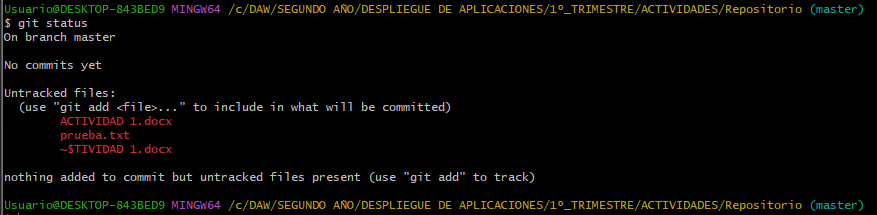 Usuario@DESKTOP-843BED9 MINGW64 /c/DAW/SEGUNDO AÑO/DESPLIEGUE DE APLICACIONES/1º_TRIMESTRE/ACTIVIDADES/Repositorio (master)
$ git status
On branch master
No commits yet
Untracked files:
  (use "git add <file>..." to include in what will be committed)
        ACTIVIDAD 1.docx
        prueba.txt
        ~$TIVIDAD 1.docx
nothing added to commit but untracked files present (use "git add" to track)
Usuario@DESKTOP-843BED9 MINGW64 /c/DAW/SEGUNDO AÑO/DESPLIEGUE DE APLICACIONES/1º_TRIMESTRE/ACTIVIDADES/Repositorio (master)